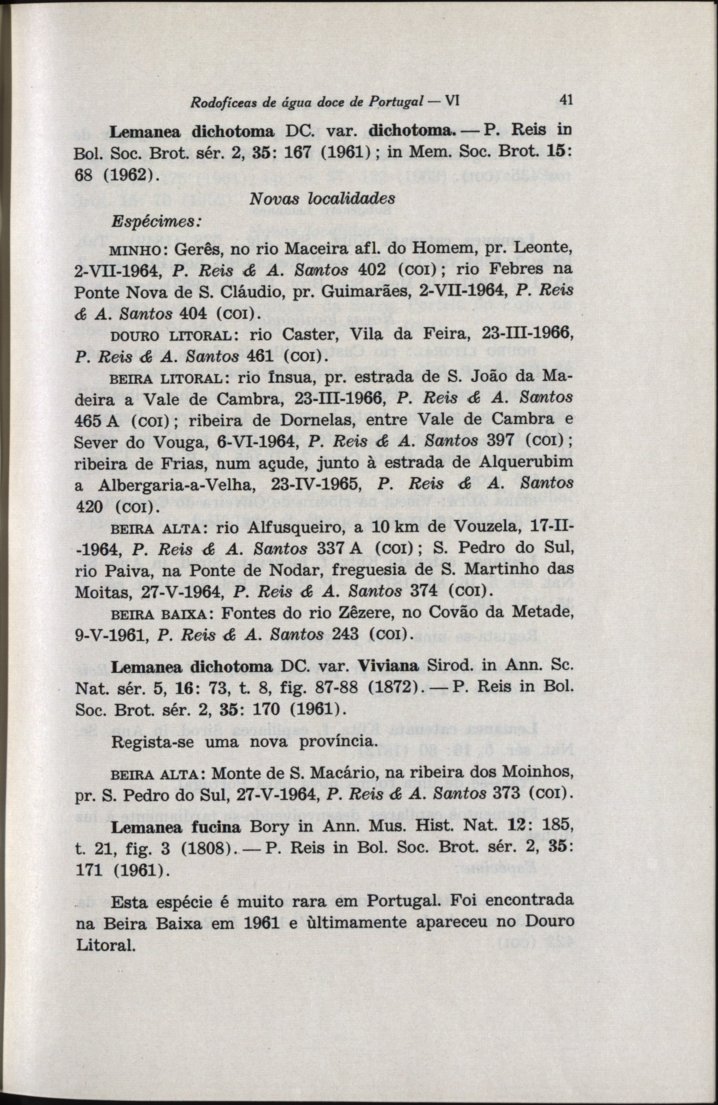 Rodofíceas de água doce de Portugal — VI 41
Lemanea dichotoma DC. var. dichotoma. — P. Reis in
Bol. Soc. Brot. sér. 2, 35: 167 (1961) ; in Mem. Soc. Brot. 15:
68 (1962).
Novas localidades
Espécimes:
MINHO: Gerês, no rio Maceira afl. do Homem, pr. Leonte,
2-VII-1964, P. Reis & A. Santos 402 (COI) ; rio Febres na
Ponte Nova de S. Cláudio, pr. Guimarães, 2-VII-1964, P. Reis
& A. Santos 404 (COI).
DOURO LITORAL: rio Caster, Vila da Feira, 23-III-1966,
P. Reis & A. Santos 461 (COI).
BEIRA LITORAL: rio Ínsua, pr. estrada de S. João da Ma-
deira a Vale de Cambra, 23-III-1966, P. Reis & A. Santos
465 A (COI) ; ribeira de Dornelas, entre Vale de Cambra e
Sever do Vouga, 6-VI-1964, P. Reis & A. Santos 397 (COI) ;
ribeira de Frias, num açude, junto à estrada de Alquerubim
a Albergaria-a-Velha, 23-IV-1965, P. Reis & A. Santos
420 (COI).
BEIRA ALTA: rio Alfusqueiro, a 10 km de Vouzela, 17-II-
-1964, P. Reis & A. Santos 337 A (COI) ; S. Pedro do Sul,
rio Paiva, na Ponte de Nodar, freguesia de S. Martinho das
Moitas, 27-V-1964, P. Reis & A. Santos 374 (COI).
BEIRA BAIXA: Fontes do rio Zêzere, no Covão da Metade,
9-V-1961, P. Reis & A. Santos 243 (COI).
Lemanea dichotoma DC. var. Viviana Sirod. in Ann. Sc.
Nat. sér. 5, 16: 73, t. 8, fig. 87-88 (1872). — P. Reis in Bol.
Soc. Brot. sér. 2, 35: 170 (1961).
Regista-se uma nova província.
BEIRA ALTA: Monte de S. Macário, na ribeira dos Moinhos,
pr. S. Pedro do Sul, 27-V-1964, P. Reis & A. Santos 373 (COI).
Lemanea fucina Bory in Ann. Mus. Hist. Nat. 12: 185,
t. 21, fig. 3 (1808). — P. Reis in Bol. Soc. Brot. sér. 2, 35:
171 (1961).
Esta espécie é muito rara em Portugal. Foi encontrada
na Beira Baixa em 1961 e ùltimamente apareceu no Douro
Litoral.